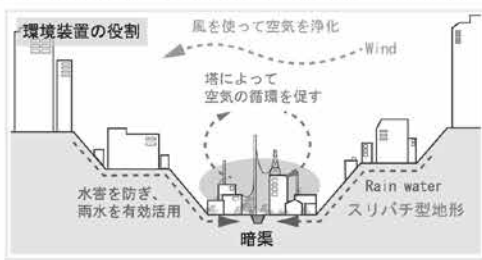 環境装置の役割
風を使って空気を浄化
Wind
塔によって
空気の循環を促す
水害を防ぎ、
雨水を有効活用
Rain water
スリバチ型地形
暗渠